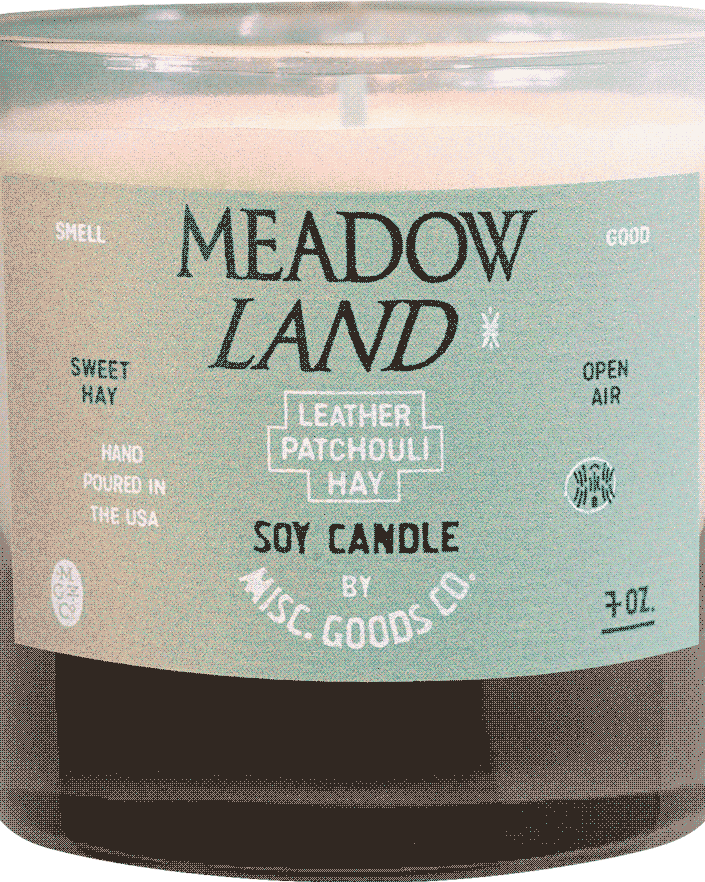 SMELL
GOOD
MEADOW
LAND
SWEET
HAY
OPEN
AIR
LEATHER
PATCHOULI
HAY
HAND
POURED IN
THE USA
SOY CANDLE
BY
MISC. GOODS CO.
7 OZ.